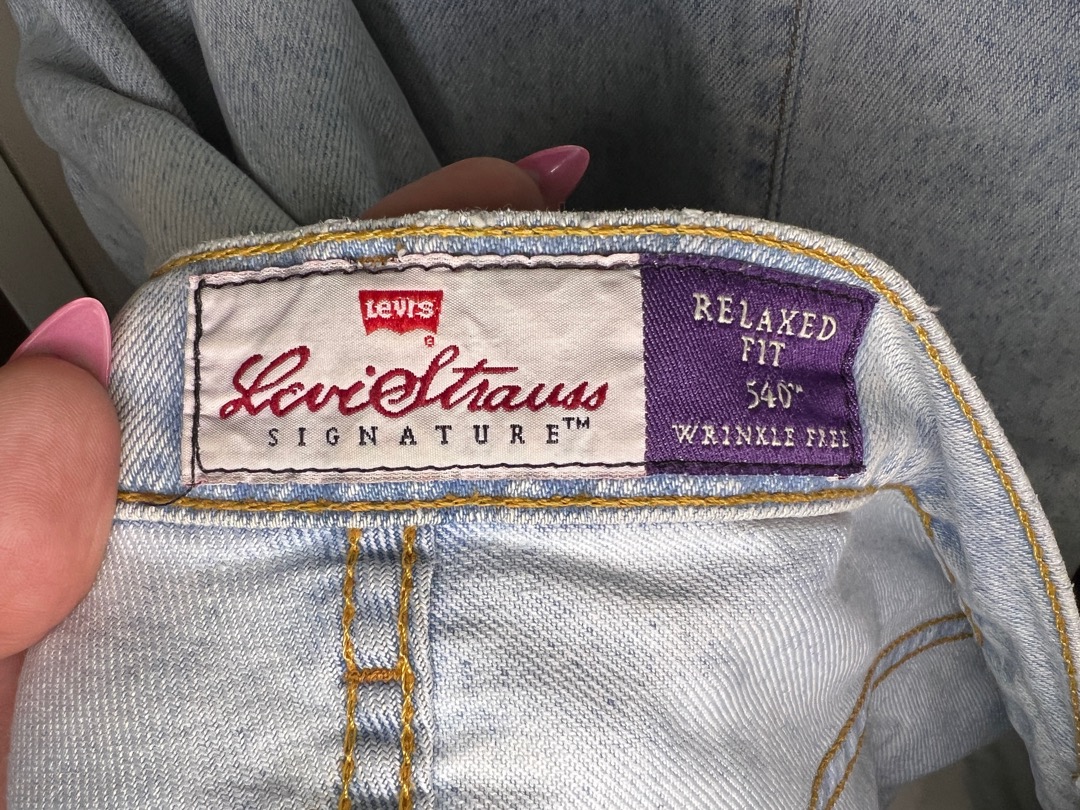 Levi's
®
Levi Strauss
SIGNATURE™
RELAXED
FIT
540™
WRINKLE FREE